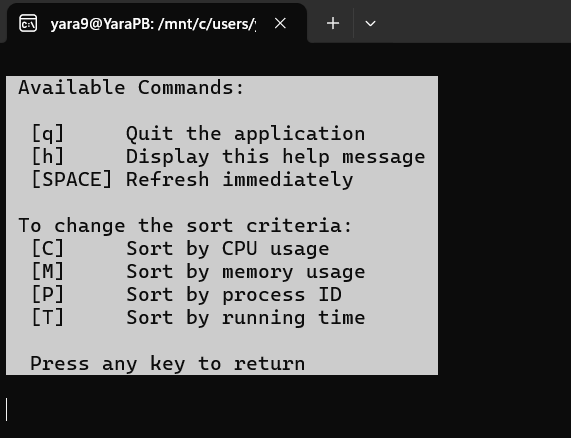 yara9@YaraPB: /mnt/c/users/
Available Commands:
[q] Quit the application
[h] Display this help message
[SPACE] Refresh immediately
To change the sort criteria:
[C] Sort by CPU usage
[M] Sort by memory usage
[P] Sort by process ID
[T] Sort by running time
Press any key to return